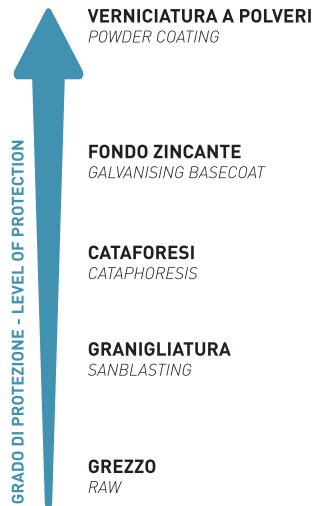 VERNICIATURA A POLVERI
POWDER COATING
FONDO ZINCANTE
GALVANISING BASECOAT
CATAFORESI
CATAPHORESIS
GRANIGLIATURA
SANBLASTING
GREZZO
RAW
GRADO DI PROTEZIONE - LEVEL OF PROTECTION